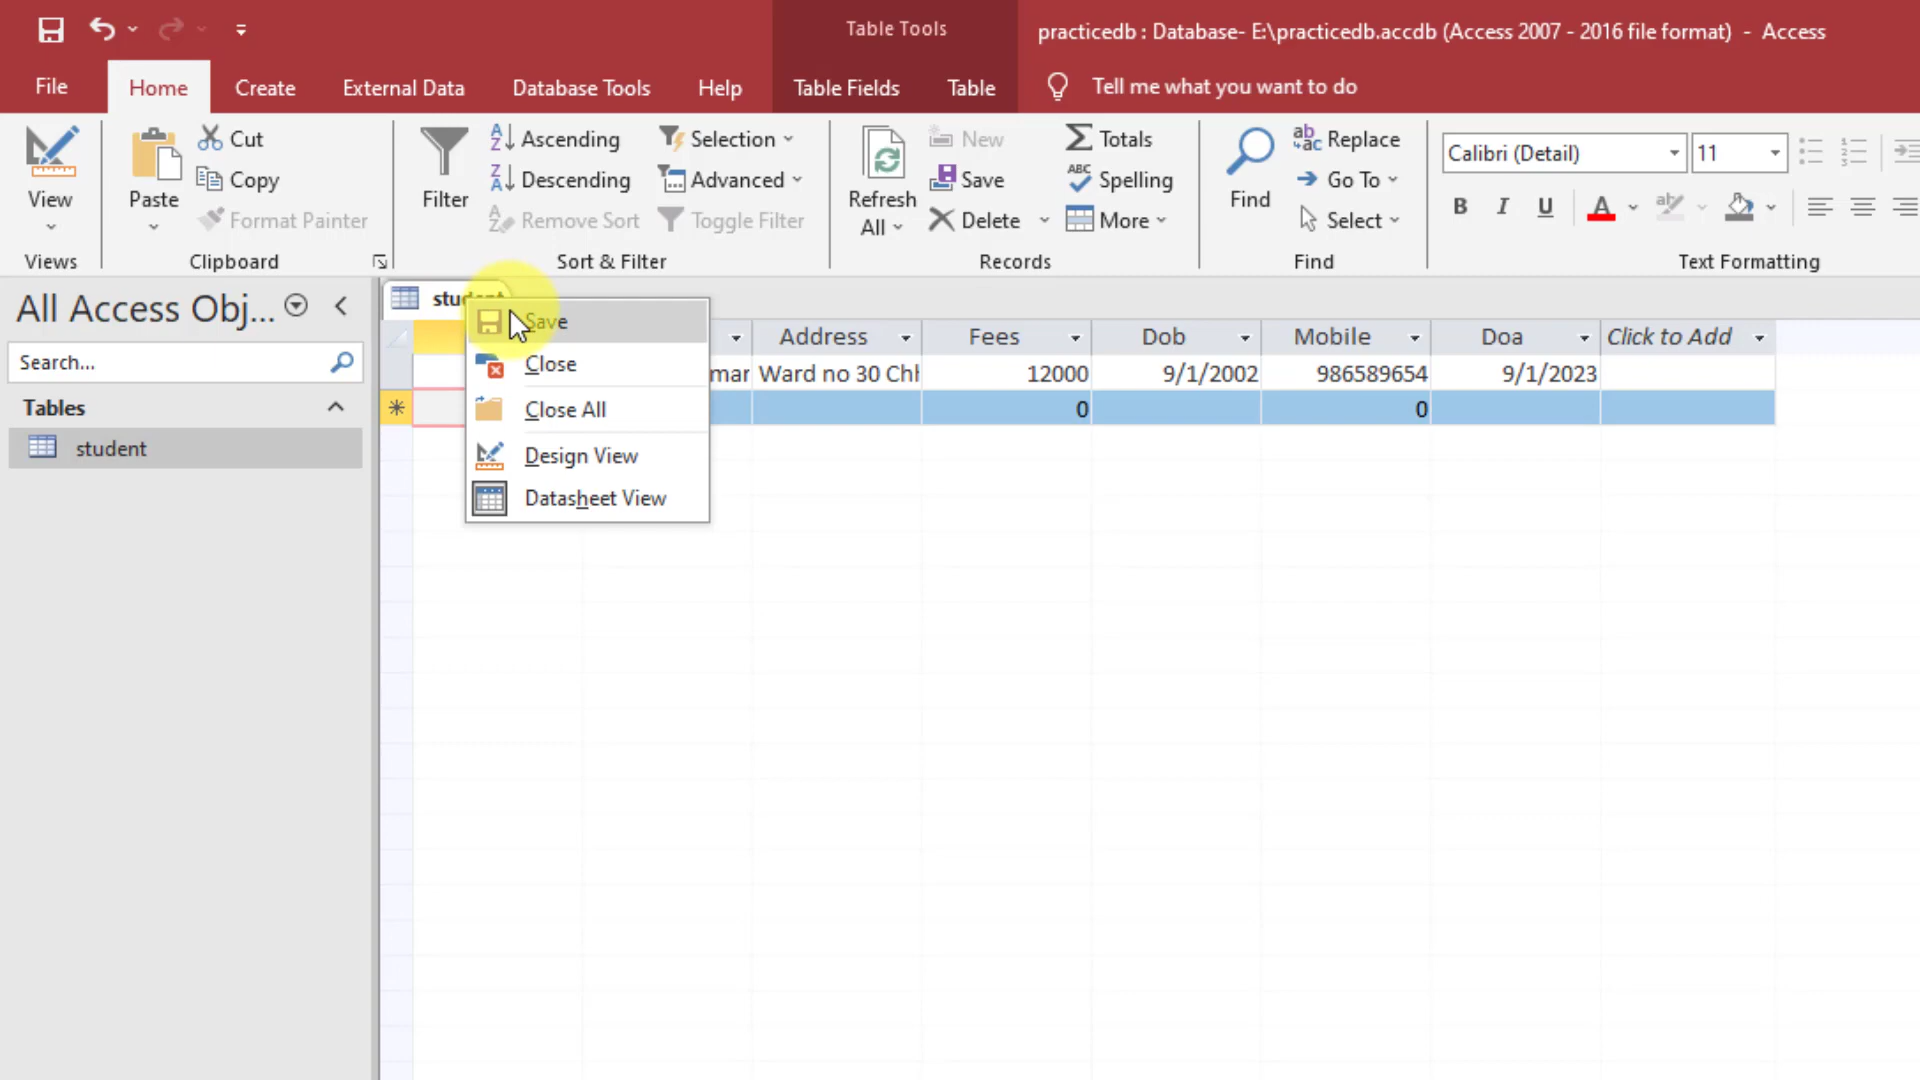 Table Tools
practicedb : Database- E:\practicedb.accdb (Access 2007 - 2016 file format) - Access
File
Home
Create
External Data
Database Tools
Help
Table Fields
Table
Tell me what you want to do
View
Paste
Cut
Copy
Format Painter
Filter
Ascending
Descending
Remove Sort
Selection
Advanced
Toggle Filter
Refresh
All
New
Save
Delete
Totals
Spelling
More
Find
Replace
Go To
Select
Calibri (Detail)
11
B I U
Views
Clipboard
Sort & Filter
Records
Find
Text Formatting
All Access Obj...
Search...
Tables
student
student
Save
Close
Close All
Design View
Datasheet View
Address Fees Dob Mobile Doa Click to Add
mar Ward no 30 Chh 12000 9/1/2002 986589654 9/1/2023
0 0